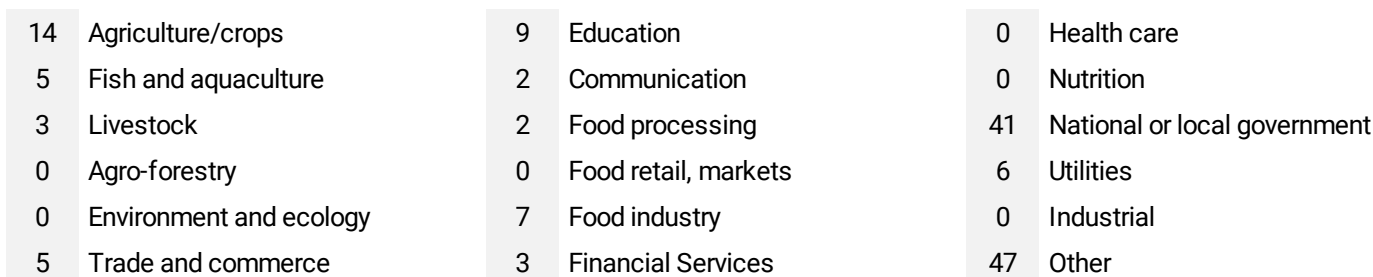 14 Agriculture/crops 9 Education 0 Health care
5 Fish and aquaculture 2 Communication 0 Nutrition
3 Livestock 2 Food processing 41 National or local government
0 Agro-forestry 0 Food retail, markets 6 Utilities
0 Environment and ecology 7 Food industry 0 Industrial
5 Trade and commerce 3 Financial Services 47 Other